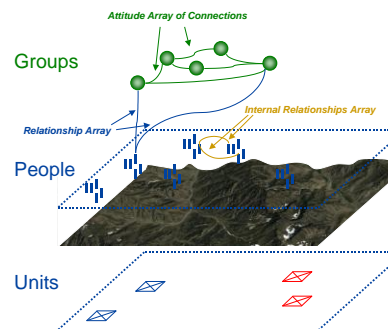 Attitude Array of Connections
Groups
Internal Relationships Array
Relationship Array
People
Units